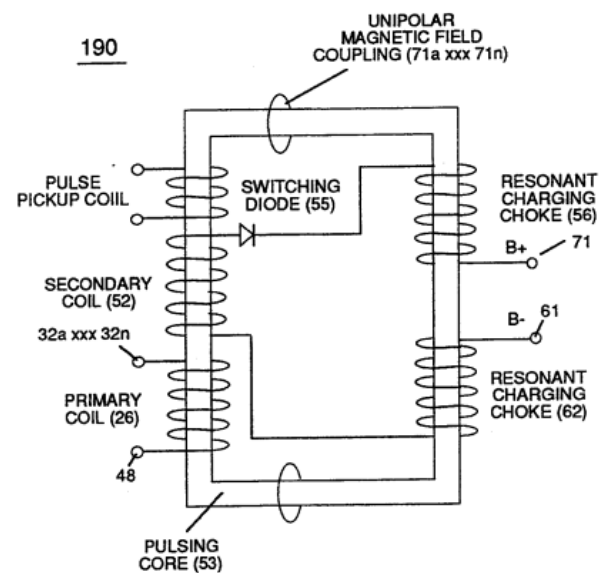 190
UNIPOLAR
MAGNETIC FIELD
COUPLING (71a xxx 71n)
PULSE
PICKUP COIIL
SWITCHING
DIODE (55)
RESONANT
CHARGING
CHOKE (56)
B+
71
SECONDARY
COIL (52)
32a xxx 32n
B-
61
PRIMARY
COIL (26)
RESONANT
CHARGING
CHOKE (62)
48
PULSING
CORE (53)